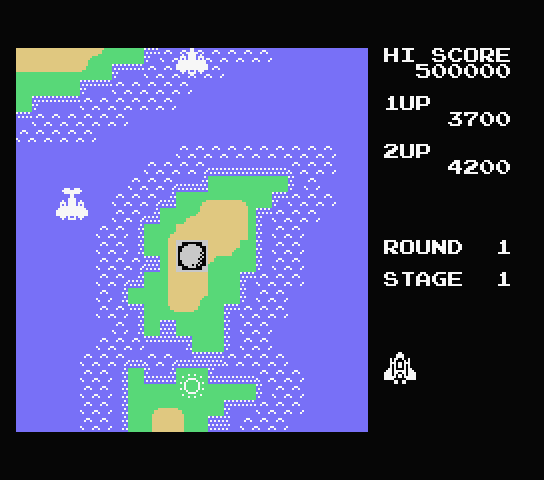 HI SCORE
500000
1UP
3700
2UP
4200
ROUND 1
STAGE 1